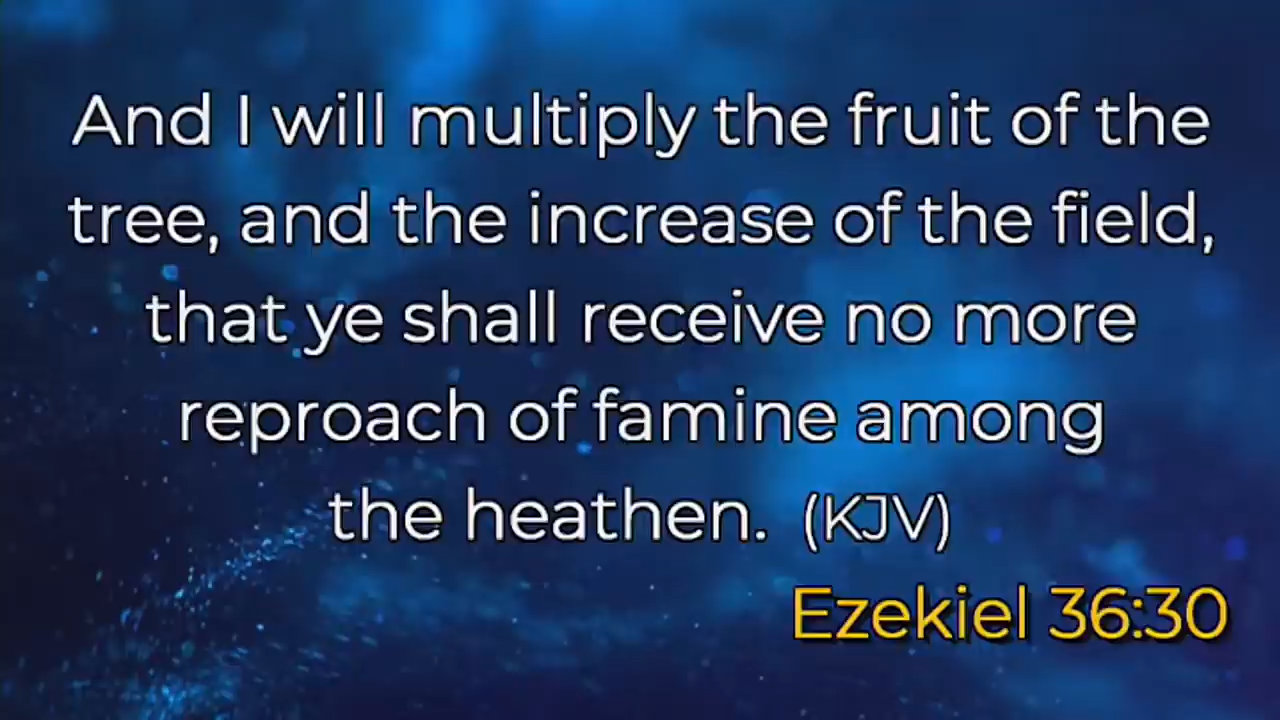 And I will multiply the fruit of the
tree, and the increase of the field,
that ye shall receive no more
reproach of famine among
the heathen. (KJV)
Ezekiel 36:30